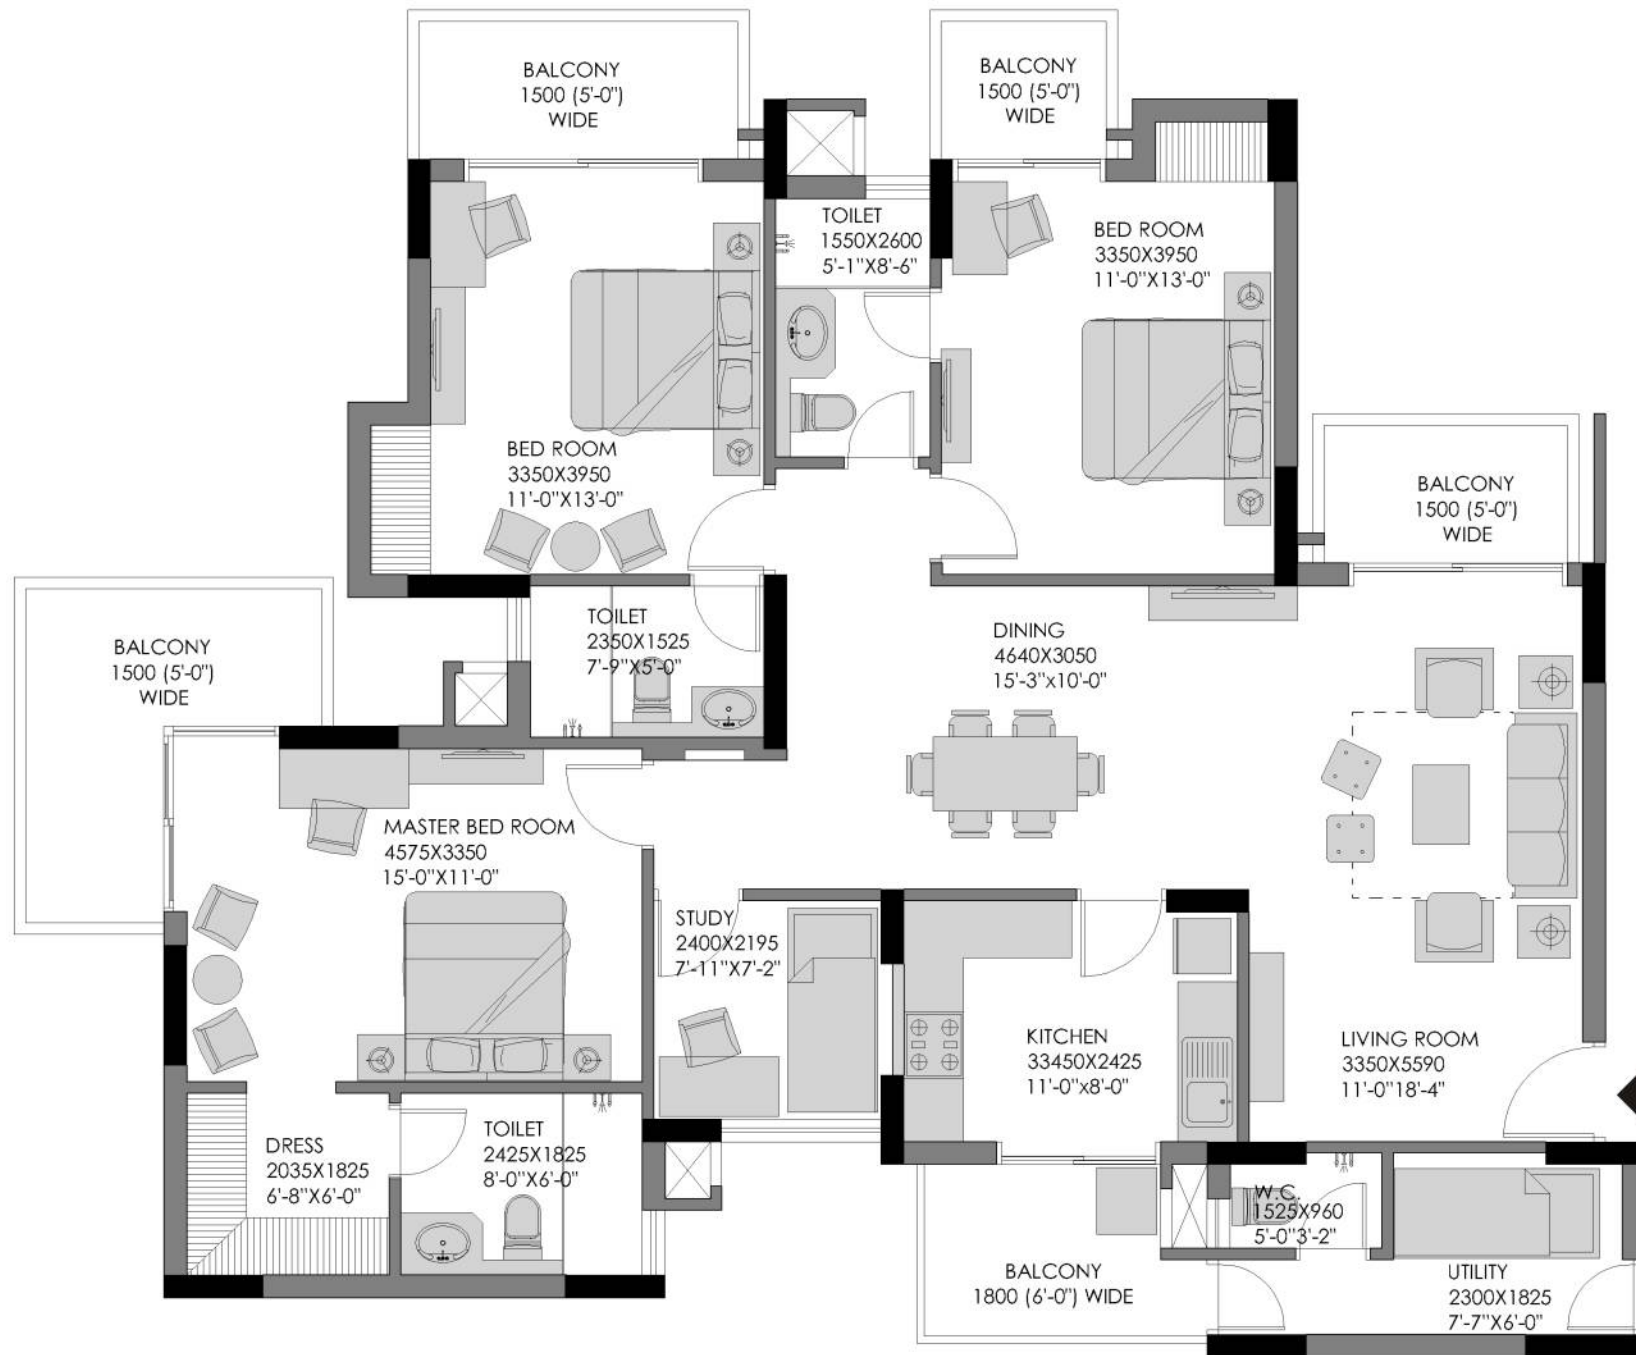 BALCONY
1500 (5'-0")
WIDE
BALCONY
1500 (5'-0")
WIDE
TOILET
1550X2600
5'-1"X8'-6"
BED ROOM
3350X3950
11'-0"X13'-0"
BED ROOM
3350X3950
11'-0"X13'-0"
BALCONY
1500 (5'-0")
WIDE
BALCONY
1500 (5'-0")
WIDE
TOILET
2350X1525
7'-9"X5'-0"
DINING
4640X3050
15'-3"x10'-0"
MASTER BED ROOM
4575X3350
15'-0"X11'-0"
STUDY
2400X2195
7'-11"X7'-2"
KITCHEN
33450X2425
11'-0"x8'-0"
LIVING ROOM
3350X5590
11'-0"18'-4"
DRESS
2035X1825
6'-8"X6'-0"
TOILET
2425X1825
8'-0"X6'-0"
W.C.
1525X960
5'-0"3'-2"
BALCONY
1800 (6'-0") WIDE
UTILITY
2300X1825
7'-7"X6'-0"